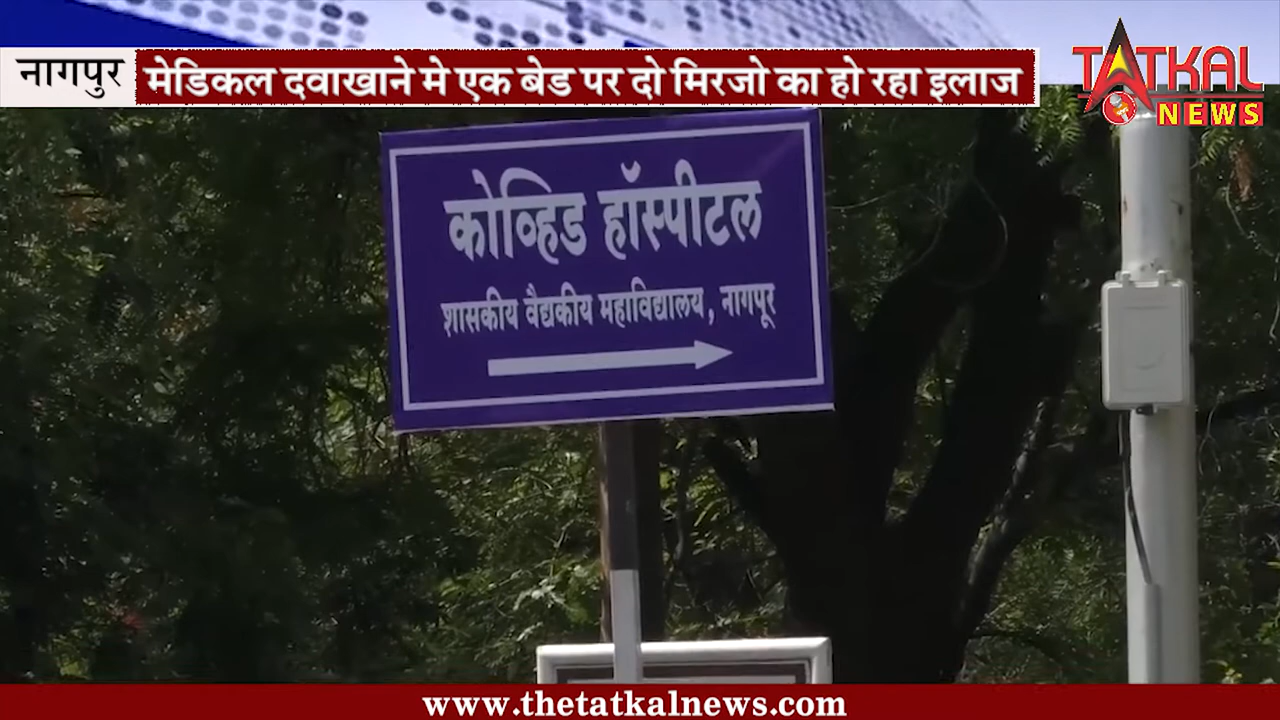 नागपुर
मेडिकल दवाखाने मे एक बेड पर दो मिरजो का हो रहा इलाज
TATKAL
NEWS
कोव्हिड हॉस्पीटल
शासकीय वैद्यकीय महाविद्यालय, नागपूर
www.thetatkalnews.com